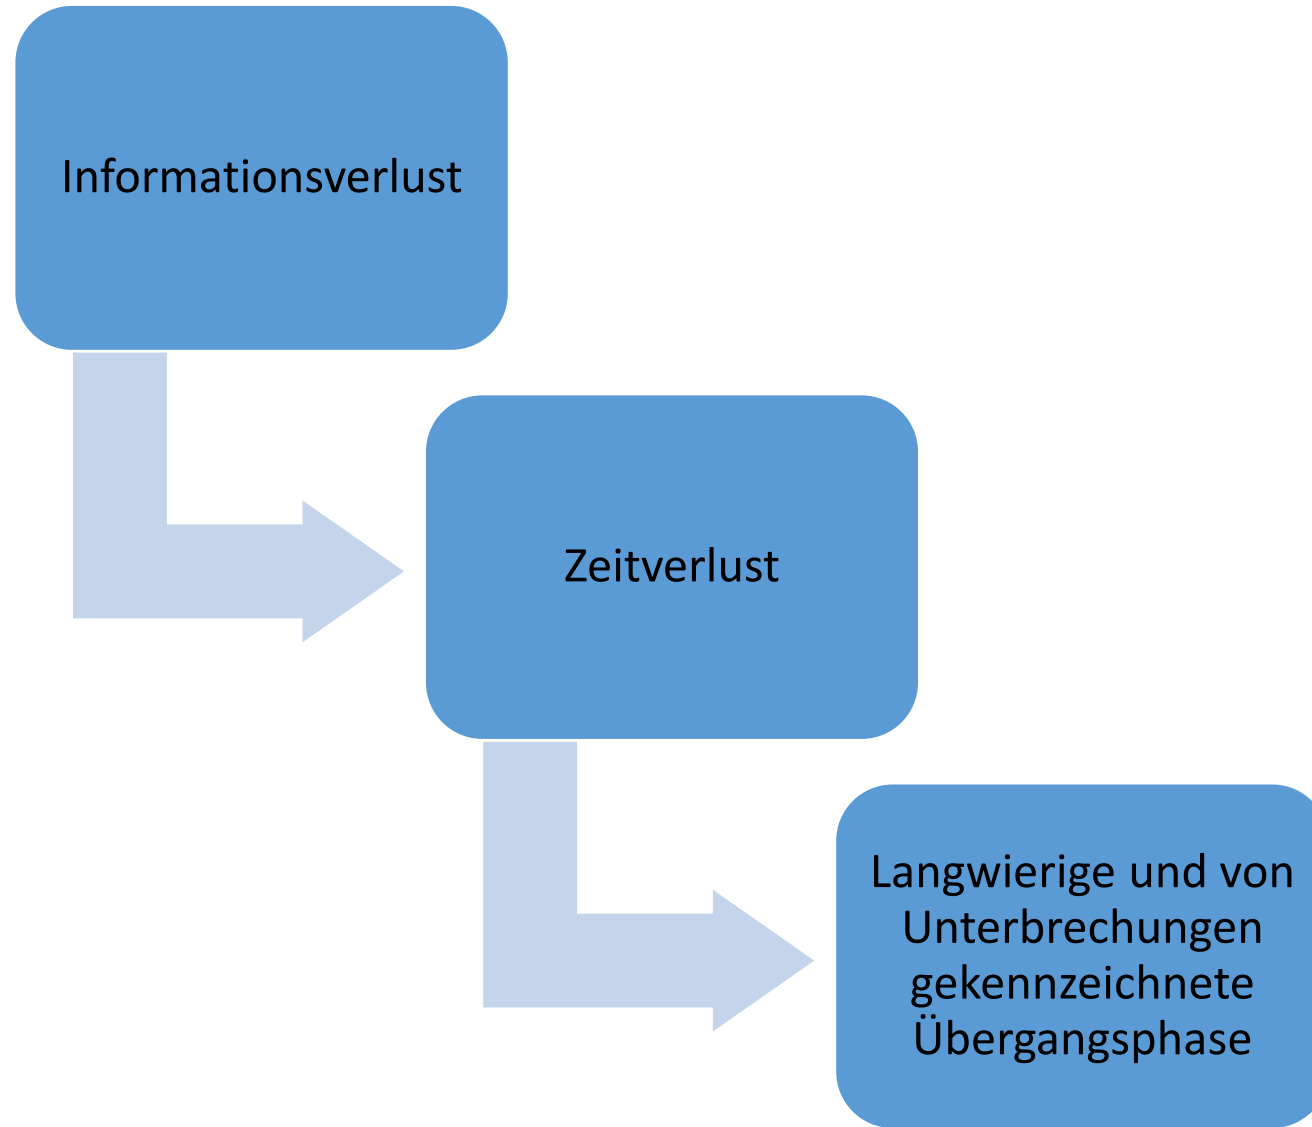 Informationsverlust
Zeitverlust
Langwierige und von
Unterbrechungen
gekennzeichnete
Übergangsphase